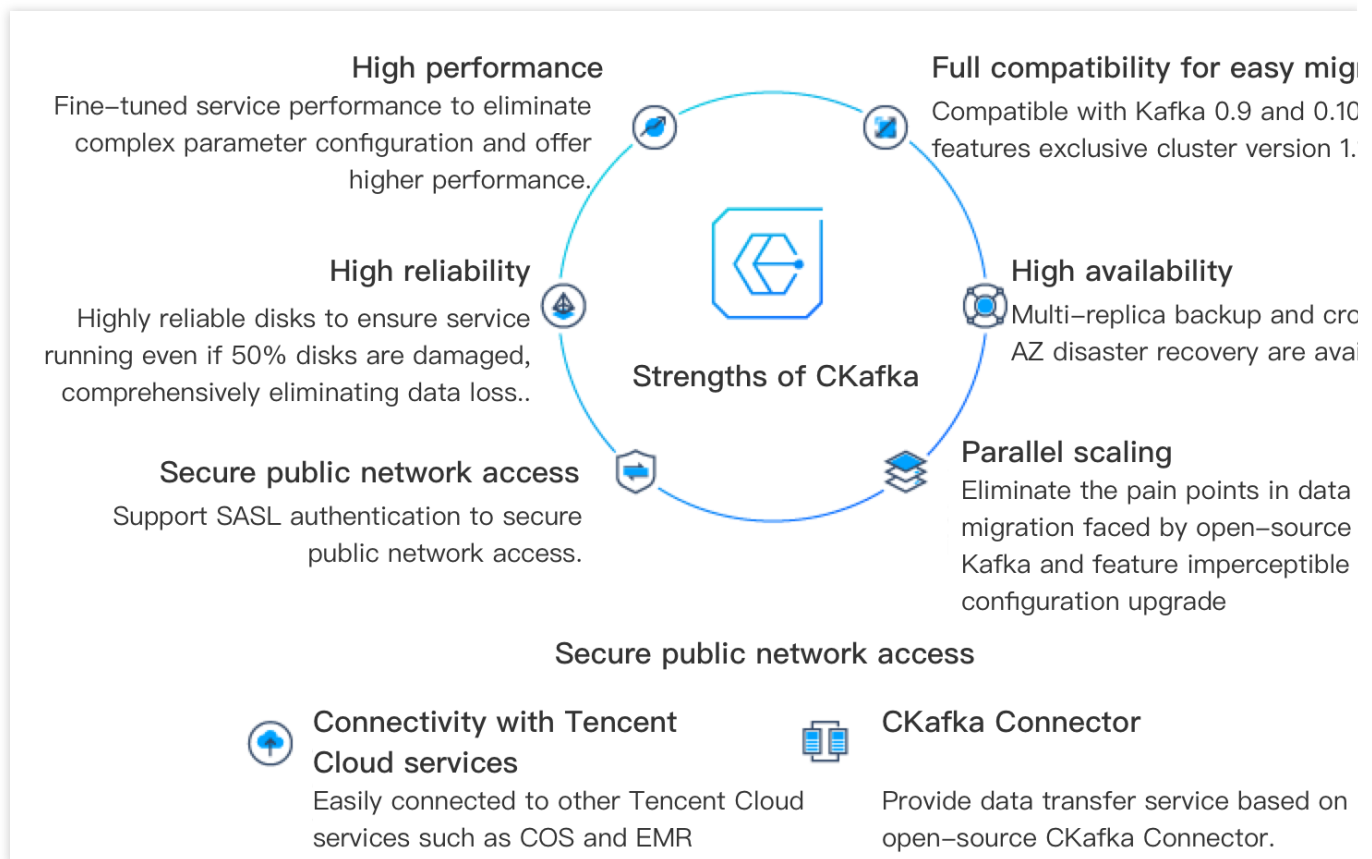 High performance
Fine–tuned service performance to eliminate
complex parameter configuration and offer
higher performance.
Full compatibility for easy
Compatible with Kafka 0.9 and 0.10
features exclusive cluster version 1.
High reliability
Highly reliable disks to ensure service
running even if 50% disks are damaged,
comprehensively eliminating data loss..
High availability
Multi–replica backup and
AZ disaster recovery are
Strengths of CKafka
Secure public network access
Support SASL authentication to secure
public network access.
Parallel scaling
Eliminate the pain points in data
migration faced by open–source
Kafka and feature imperceptible
configuration upgrade
Secure public network access
Connectivity with Tencent
Cloud services
Easily connected to other Tencent Cloud
services such as COS and EMR
CKafka Connector
Provide data transfer service based on
open–source CKafka Connector.